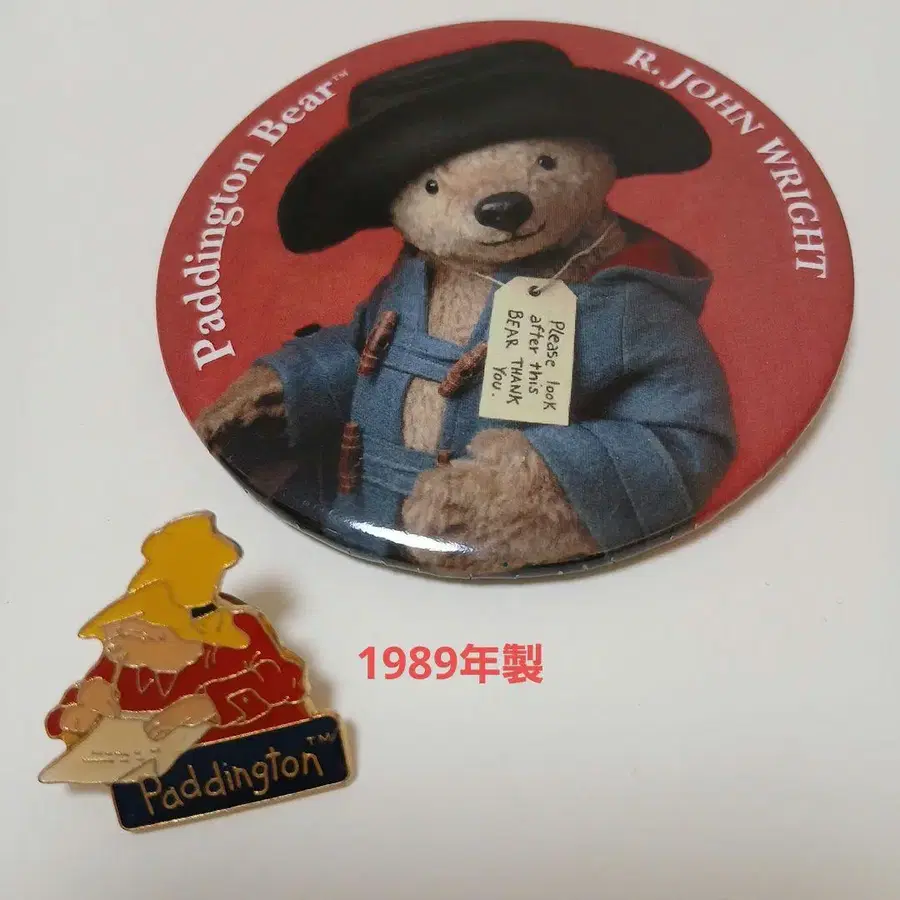 Paddington Bear™
R. JOHN WRIGHT
Please look
after this
BEAR THANK
YOU.
1989年製
Paddington™